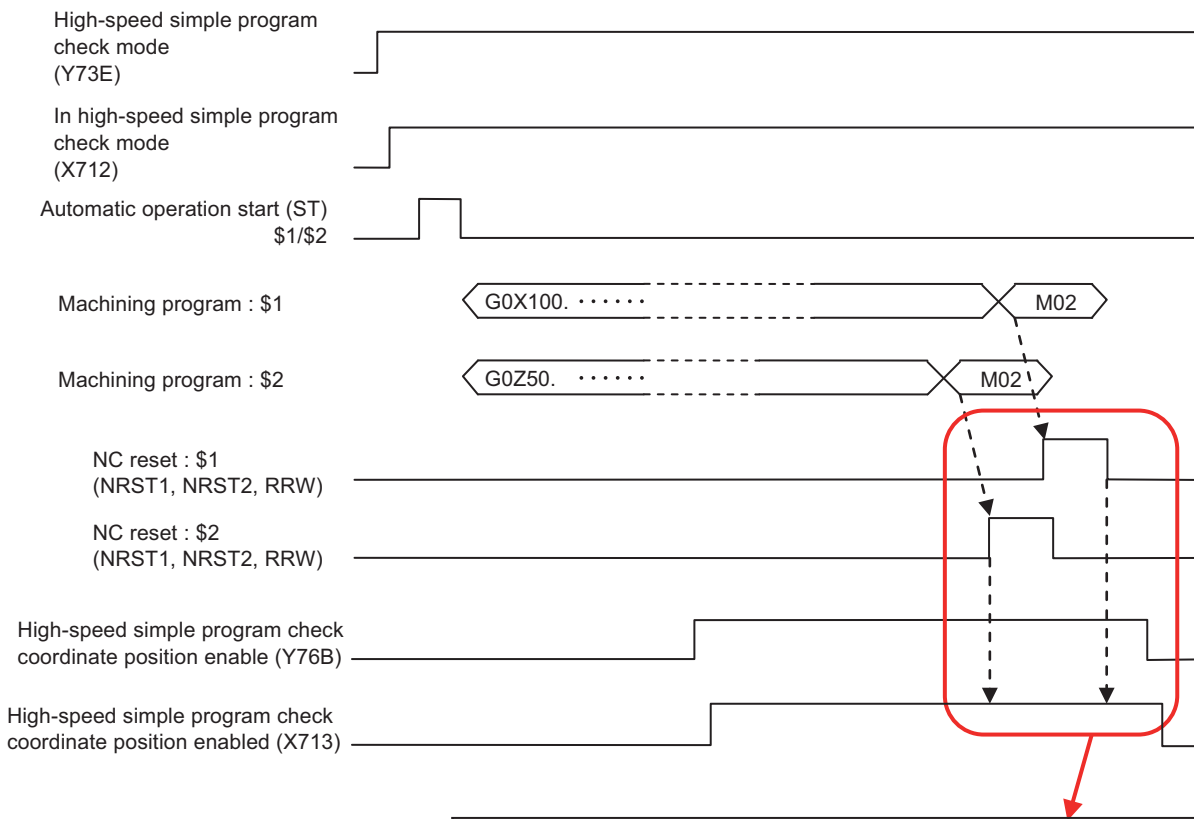 High-speed simple program
check mode
(Y73E)
In high-speed simple program
check mode
(X712)
Automatic operation start (ST)
$1/$2
Machining program : $1
G0X100. ······
M02
Machining program : $2
G0Z50. ······
M02
NC reset : $1
(NRST1, NRST2, RRW)
NC reset : $2
(NRST1, NRST2, RRW)
High-speed simple program check
coordinate position enable (Y76B)
High-speed simple program check
coordinate position enabled (X713)